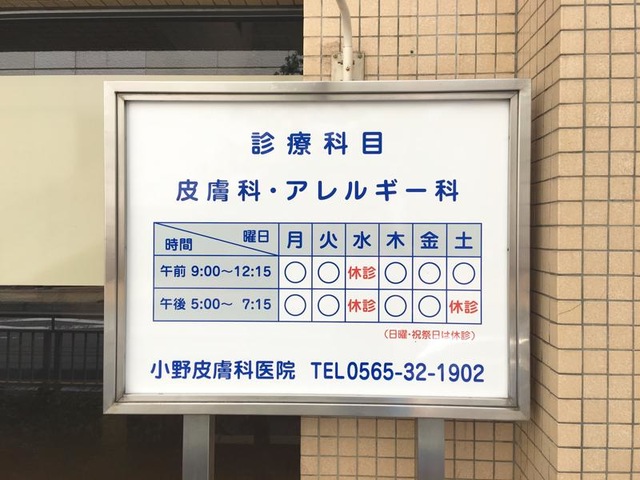 診療科目
皮膚科・アレルギー科
時間 曜日 月 火 水 木 金 土
午前 9:00〜12:15 ○ ○ 休診 ○ ○ ○
午後 5:00〜 7:15 ○ ○ 休診 ○ ○ 休診
(日曜・祝祭日は休診)
小野皮膚科医院 TEL0565-32-1902